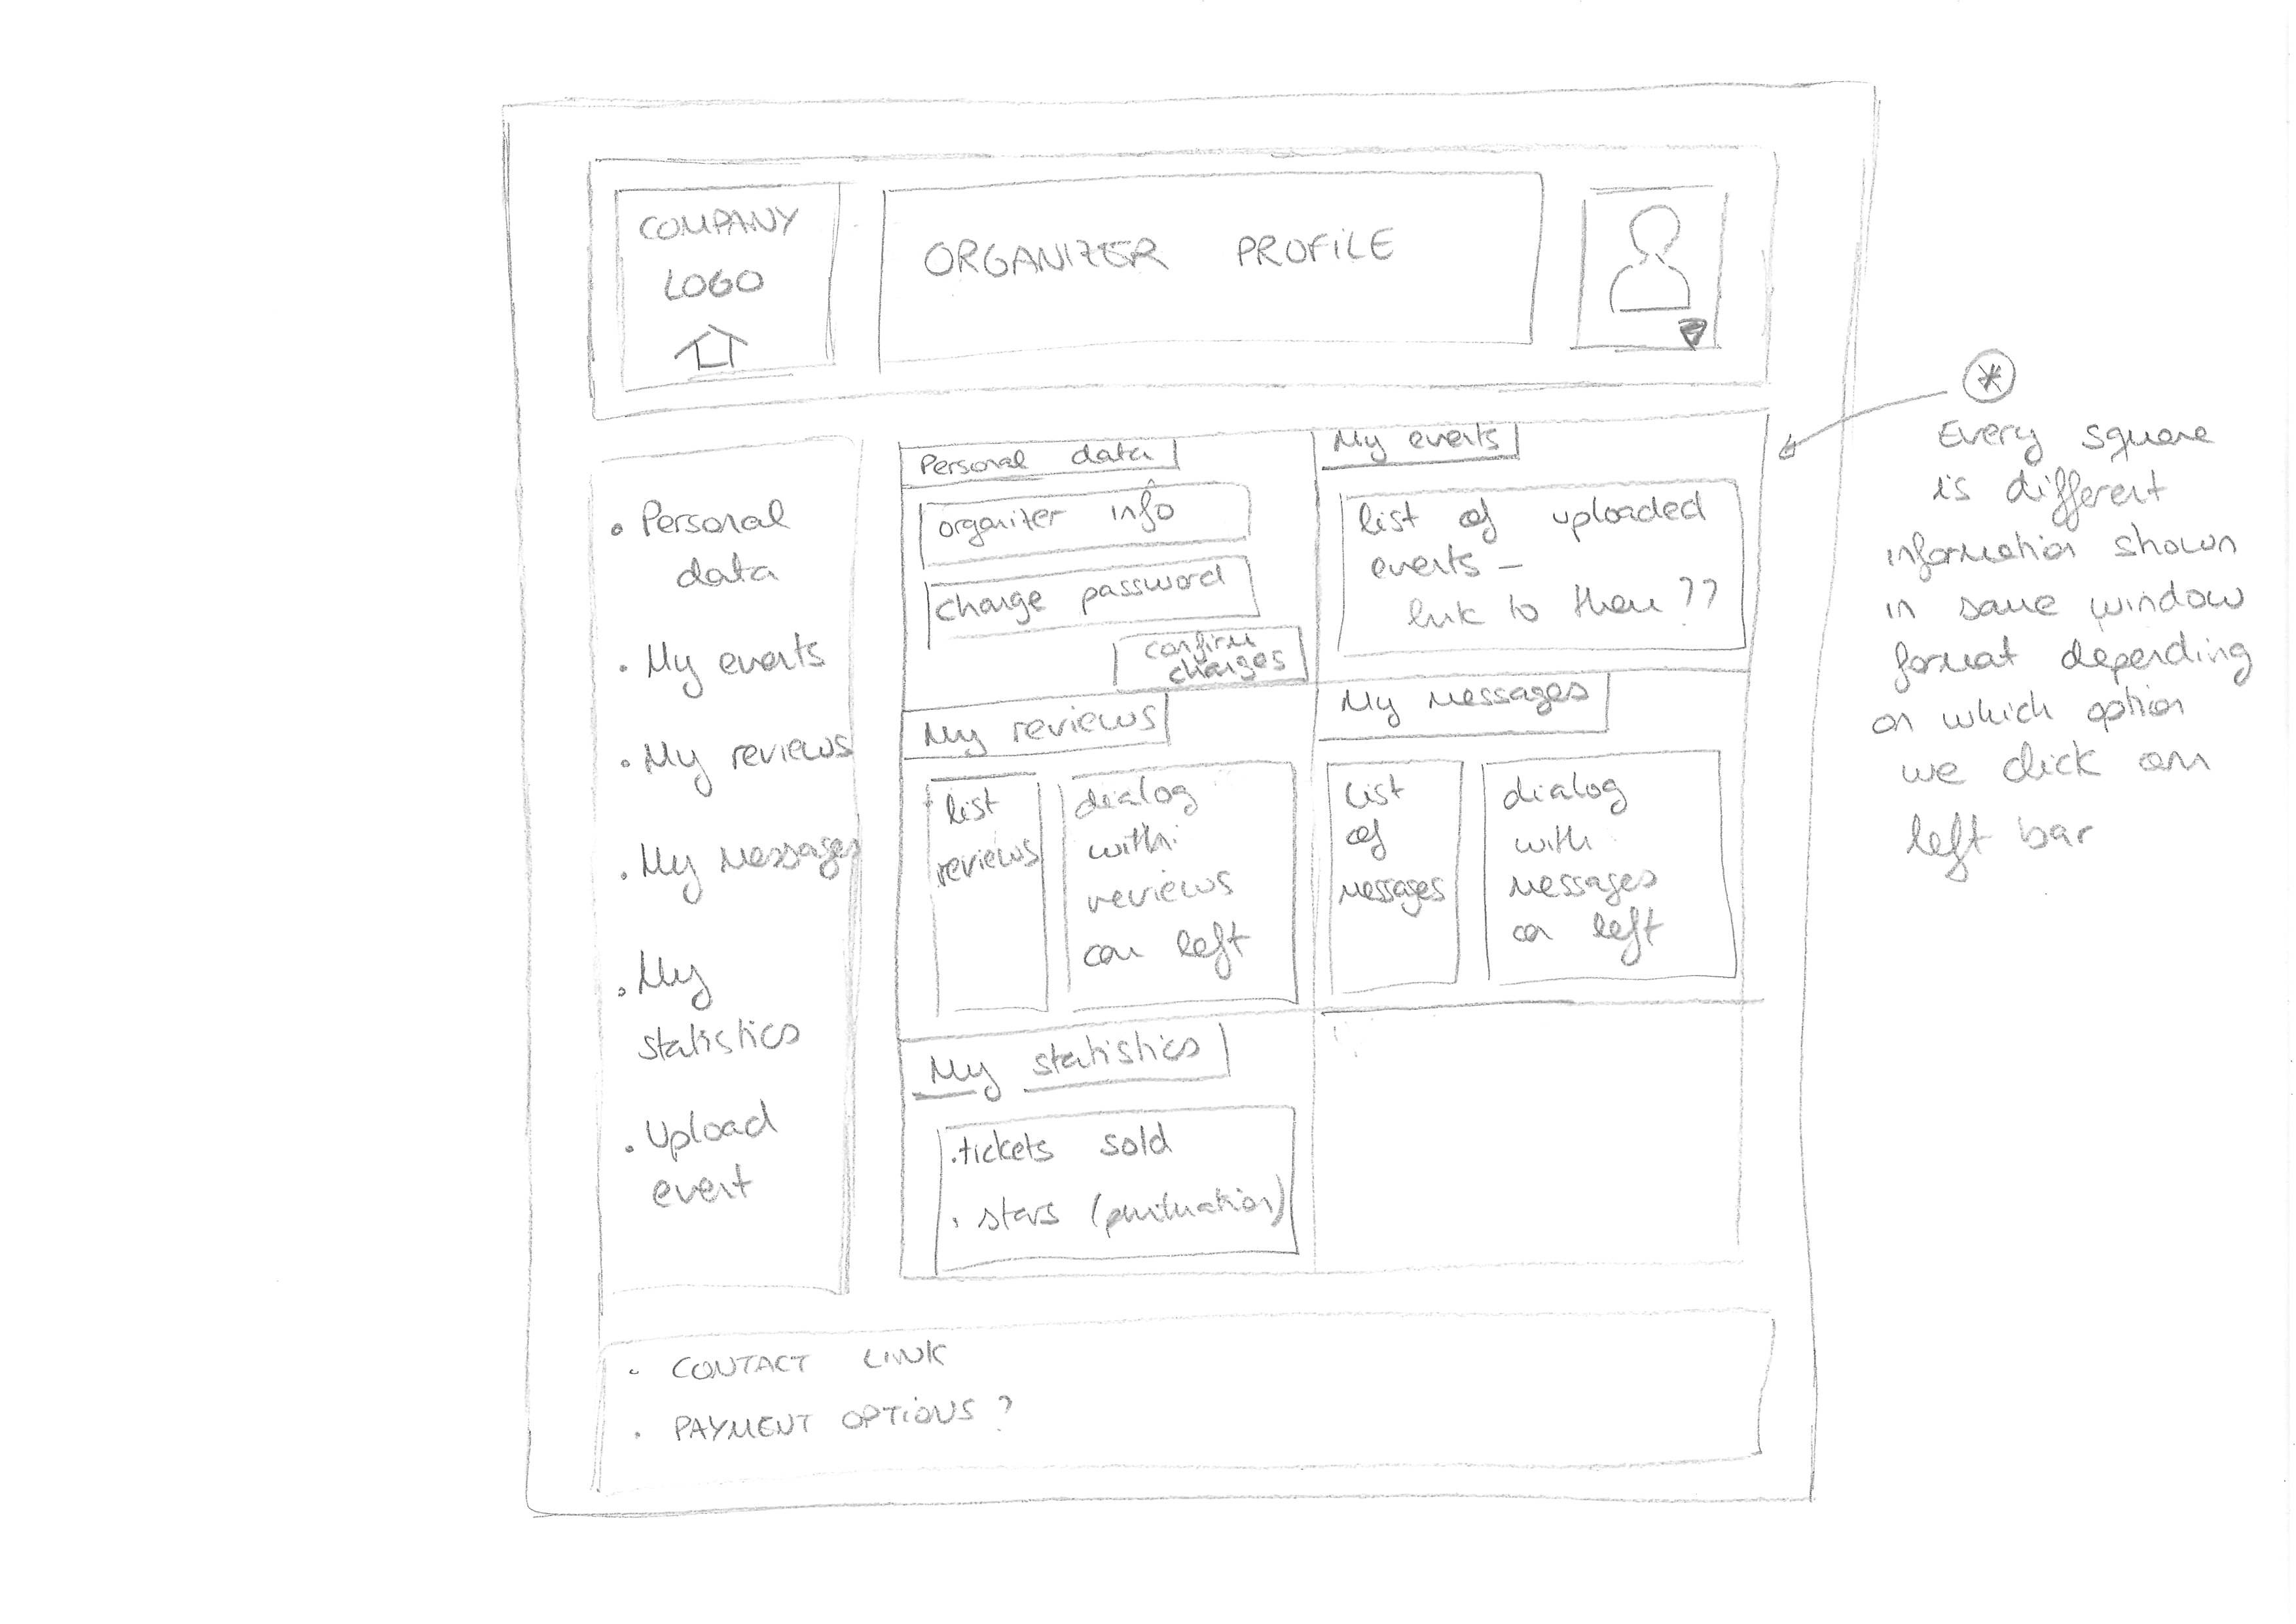 COMPANY
LOGO
ORGANIZER PROFILE
• Personal
data
• My events
• My reviews
• My messages
• My
statistics
• Upload
event
Personal data
organizer info
change password
confirm
changes
My events
list of uploaded
events –
link to them??
My reviews
list
reviews
dialog
with
reviews
on left
My messages
list
of
messages
dialog
with
messages
on left
My statistics
• tickets sold
• stars (puntuation)
• CONTACT LINK
• PAYMENT OPTIONS?
*
Every square
is different
information shown
in same window
format depending
on which option
we click on
left bar